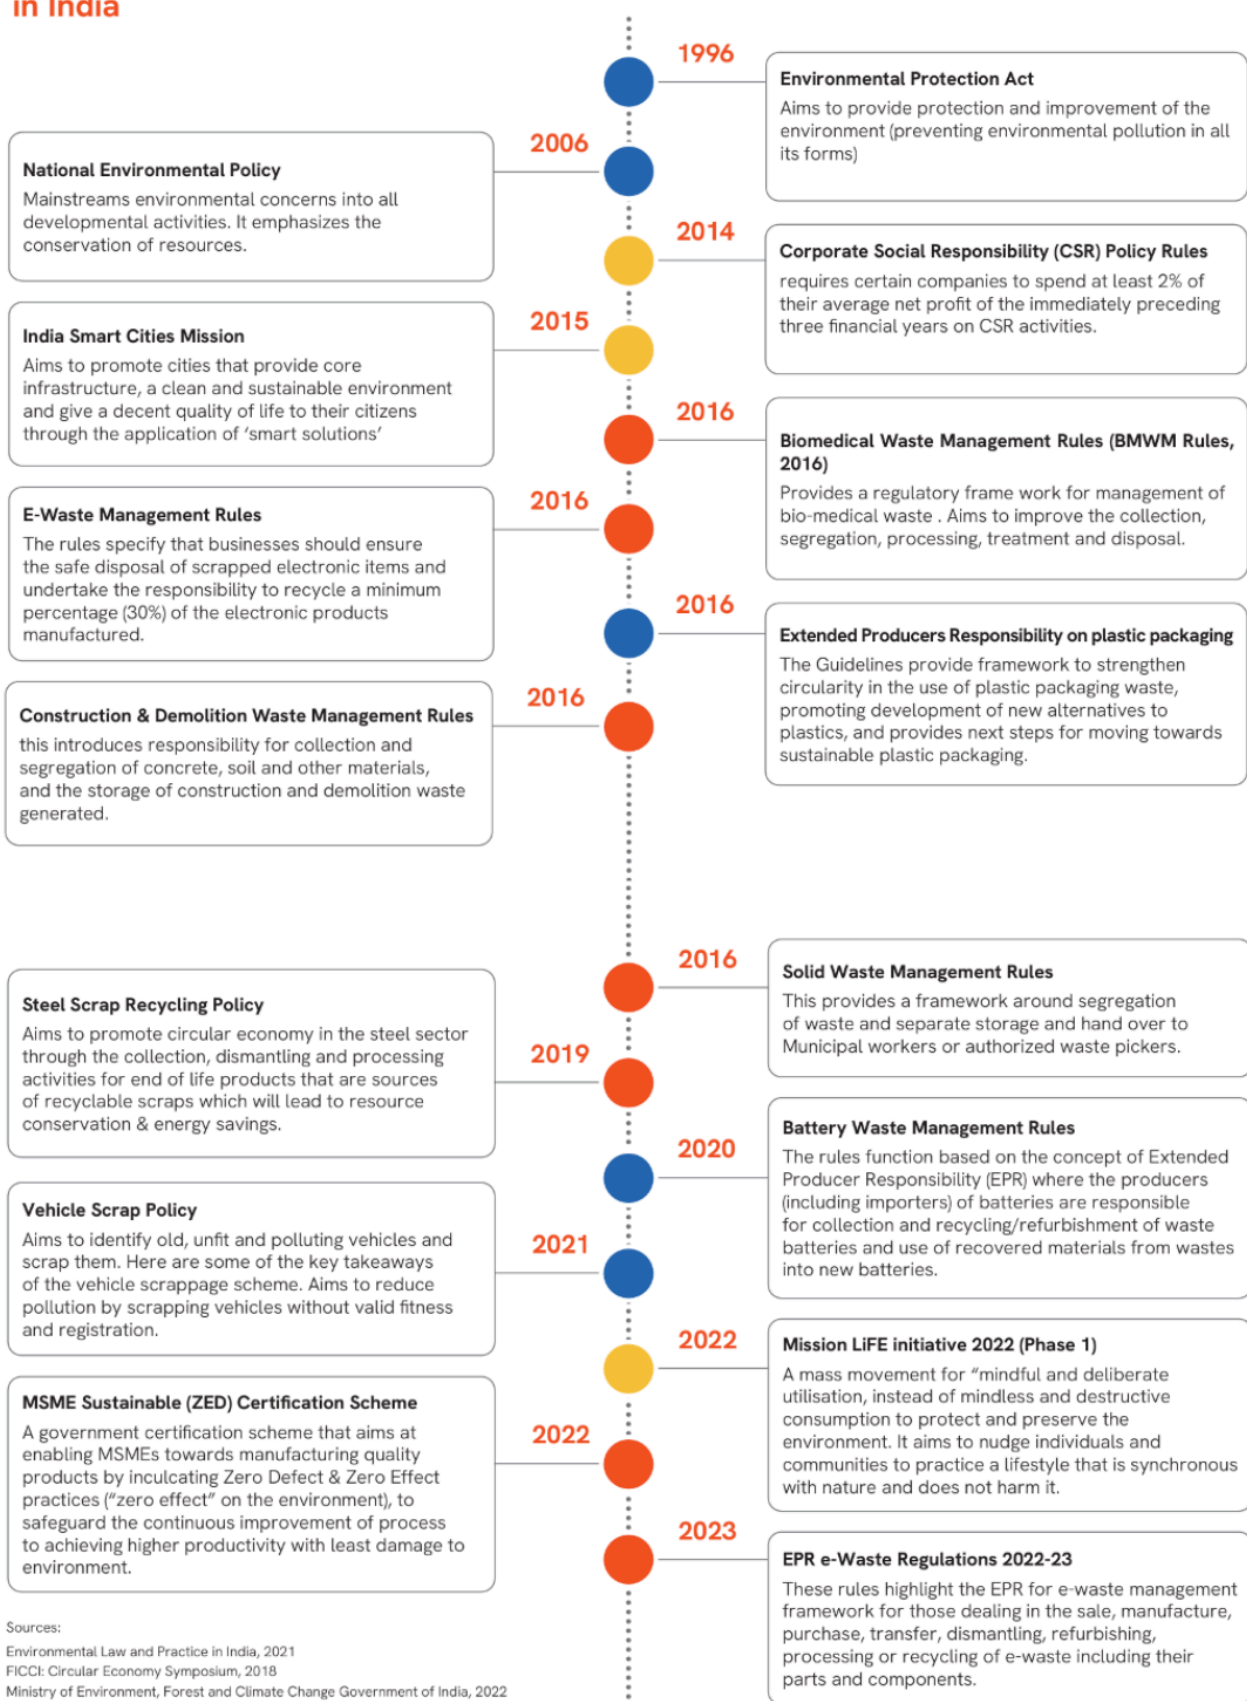 in India
1996
Environmental Protection Act
Aims to provide protection and improvement of the
environment (preventing environmental pollution in all
its forms)
2006
National Environmental Policy
Mainstreams environmental concerns into all
developmental activities. It emphasizes the
conservation of resources.
2014
Corporate Social Responsibility (CSR) Policy Rules
requires certain companies to spend at least 2% of
their average net profit of the immediately preceding
three financial years on CSR activities.
2015
India Smart Cities Mission
Aims to promote cities that provide core
infrastructure, a clean and sustainable environment
and give a decent quality of life to their citizens
through the application of ‘smart solutions’
2016
Biomedical Waste Management Rules (BMWM Rules,
2016)
Provides a regulatory frame work for management of
bio-medical waste . Aims to improve the collection,
segregation, processing, treatment and disposal.
2016
E-Waste Management Rules
The rules specify that businesses should ensure
the safe disposal of scrapped electronic items and
undertake the responsibility to recycle a minimum
percentage (30%) of the electronic products
manufactured.
2016
Extended Producers Responsibility on plastic packaging
The Guidelines provide framework to strengthen
circularity in the use of plastic packaging waste,
promoting development of new alternatives to
plastics, and provides next steps for moving towards
sustainable plastic packaging.
2016
Construction & Demolition Waste Management Rules
this introduces responsibility for collection and
segregation of concrete, soil and other materials,
and the storage of construction and demolition waste
generated.
2016
Solid Waste Management Rules
This provides a framework around segregation
of waste and separate storage and hand over to
Municipal workers or authorized waste pickers.
2019
Steel Scrap Recycling Policy
Aims to promote circular economy in the steel sector
through the collection, dismantling and processing
activities for end of life products that are sources
of recyclable scraps which will lead to resource
conservation & energy savings.
2020
Battery Waste Management Rules
The rules function based on the concept of Extended
Producer Responsibility (EPR) where the producers
(including importers) of batteries are responsible
for collection and recycling/refurbishment of waste
batteries and use of recovered materials from wastes
into new batteries.
2021
Vehicle Scrap Policy
Aims to identify old, unfit and polluting vehicles and
scrap them. Here are some of the key takeaways
of the vehicle scrappage scheme. Aims to reduce
pollution by scrapping vehicles without valid fitness
and registration.
2022
Mission LiFE initiative 2022 (Phase 1)
A mass movement for “mindful and deliberate
utilisation, instead of mindless and destructive
consumption to protect and preserve the
environment. It aims to nudge individuals and
communities to practice a lifestyle that is synchronous
with nature and does not harm it.
2022
MSME Sustainable (ZED) Certification Scheme
A government certification scheme that aims at
enabling MSMEs towards manufacturing quality
products by inculcating Zero Defect & Zero Effect
practices (“zero effect” on the environment), to
safeguard the continuous improvement of process
to achieving higher productivity with least damage to
environment.
2023
EPR e-Waste Regulations 2022-23
These rules highlight the EPR for e-waste management
framework for those dealing in the sale, manufacture,
purchase, transfer, dismantling, refurbishing,
processing or recycling of e-waste including their
parts and components.
Sources:
Environmental Law and Practice in India, 2021
FICCI: Circular Economy Symposium, 2018
Ministry of Environment, Forest and Climate Change Government of India, 2022